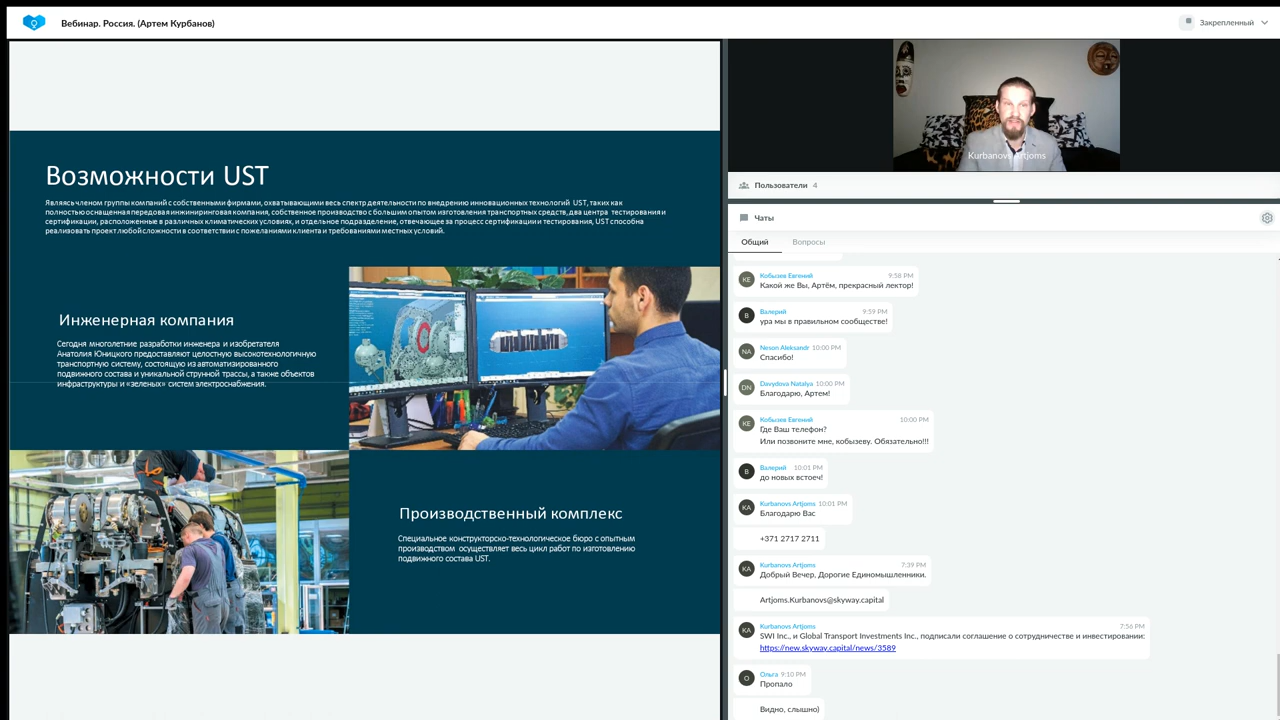 Вебинар. Россия. (Артем Курбанов)
Закрепленный
Возможности UST
Являясь членом группы компаний с собственными фирмами, охватывающими весь спектр деятельности по внедрению инновационных технологий UST, таких как
полностью оснащенная передовая инжиниринговая компания, собственное производство с большим опытом изготовления транспортных средств, два центра тестирования и
сертификации, расположенные в различных климатических условиях, и отдельное подразделение, отвечающее за процесс сертификации и тестирования, UST способна
реализовать проект любой сложности в соответствии с пожеланиями клиента и требованиями местных условий.
Инженерная компания
Сегодня многолетние разработки инженера и изобретателя
Анатолия Юницкого предоставляют целостную высокотехнологичную
транспортную систему, состоящую из автоматизированного
подвижного состава и уникальной струнной трассы, а также объектов
инфраструктуры и «зеленых» систем электроснабжения.
Производственный комплекс
Специальное конструкторско-технологическое бюро с опытным
производством осуществляет весь цикл работ по изготовлению
подвижного состава UST.
Kurbanovs Artjoms
Пользователи 4
Чаты
Общий Вопросы
KE Кобызев Евгений 9:58 PM
Какой же Вы, Артём, прекрасный лектор!
В Валерий 9:59 PM
ура мы в правильном сообществе!
NA Neson Aleksandr 10:00 PM
Спасибо!
DN Davydova Natalya 10:00 PM
Благодарю, Артем!
KE Кобызев Евгений 10:00 PM
Где Ваш телефон?
Или позвоните мне, кобызеву. Обязательно!!!
В Валерий 10:01 PM
до новых встоеч!
KA Kurbanovs Artjoms 10:01 PM
Благодарю Вас
+371 2717 2711
KA Kurbanovs Artjoms 7:39 PM
Добрый Вечер, Дорогие Единомышленники.
Artjoms.Kurbanovs@skyway.capital
KA Kurbanovs Artjoms 7:56 PM
SWI Inc., и Global Transport Investments Inc., подписали соглашение о сотрудничестве и инвестировании:
https://new.skyway.capital/news/3589
О Ольга 9:10 PM
Пропало
Видно, слышно)